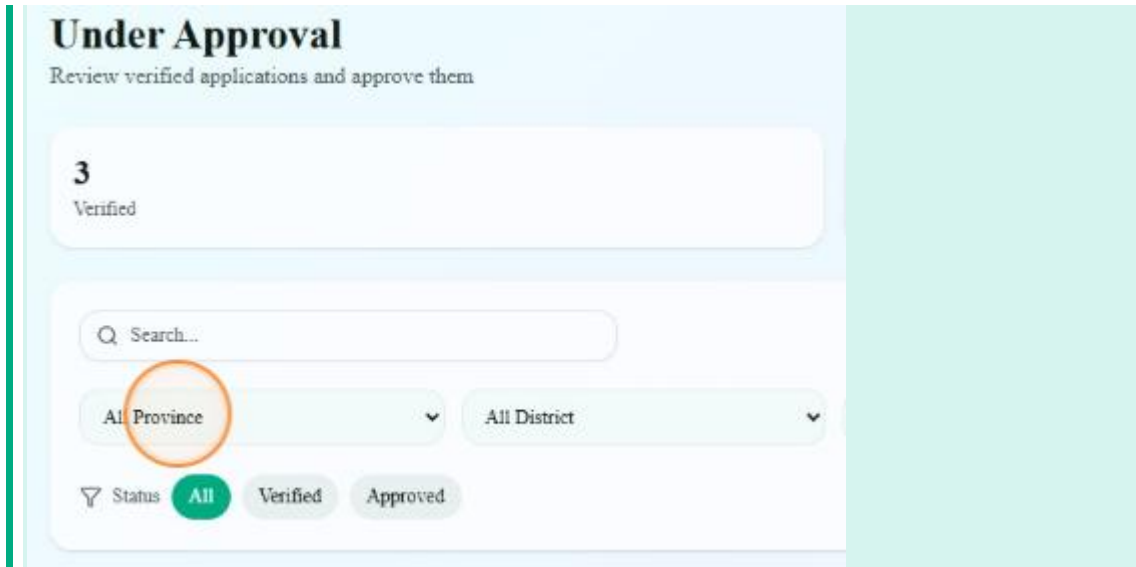 Under Approval
Review verified applications and approve them
3
Verified
Search...
All Province
All District
Status All Verified Approved